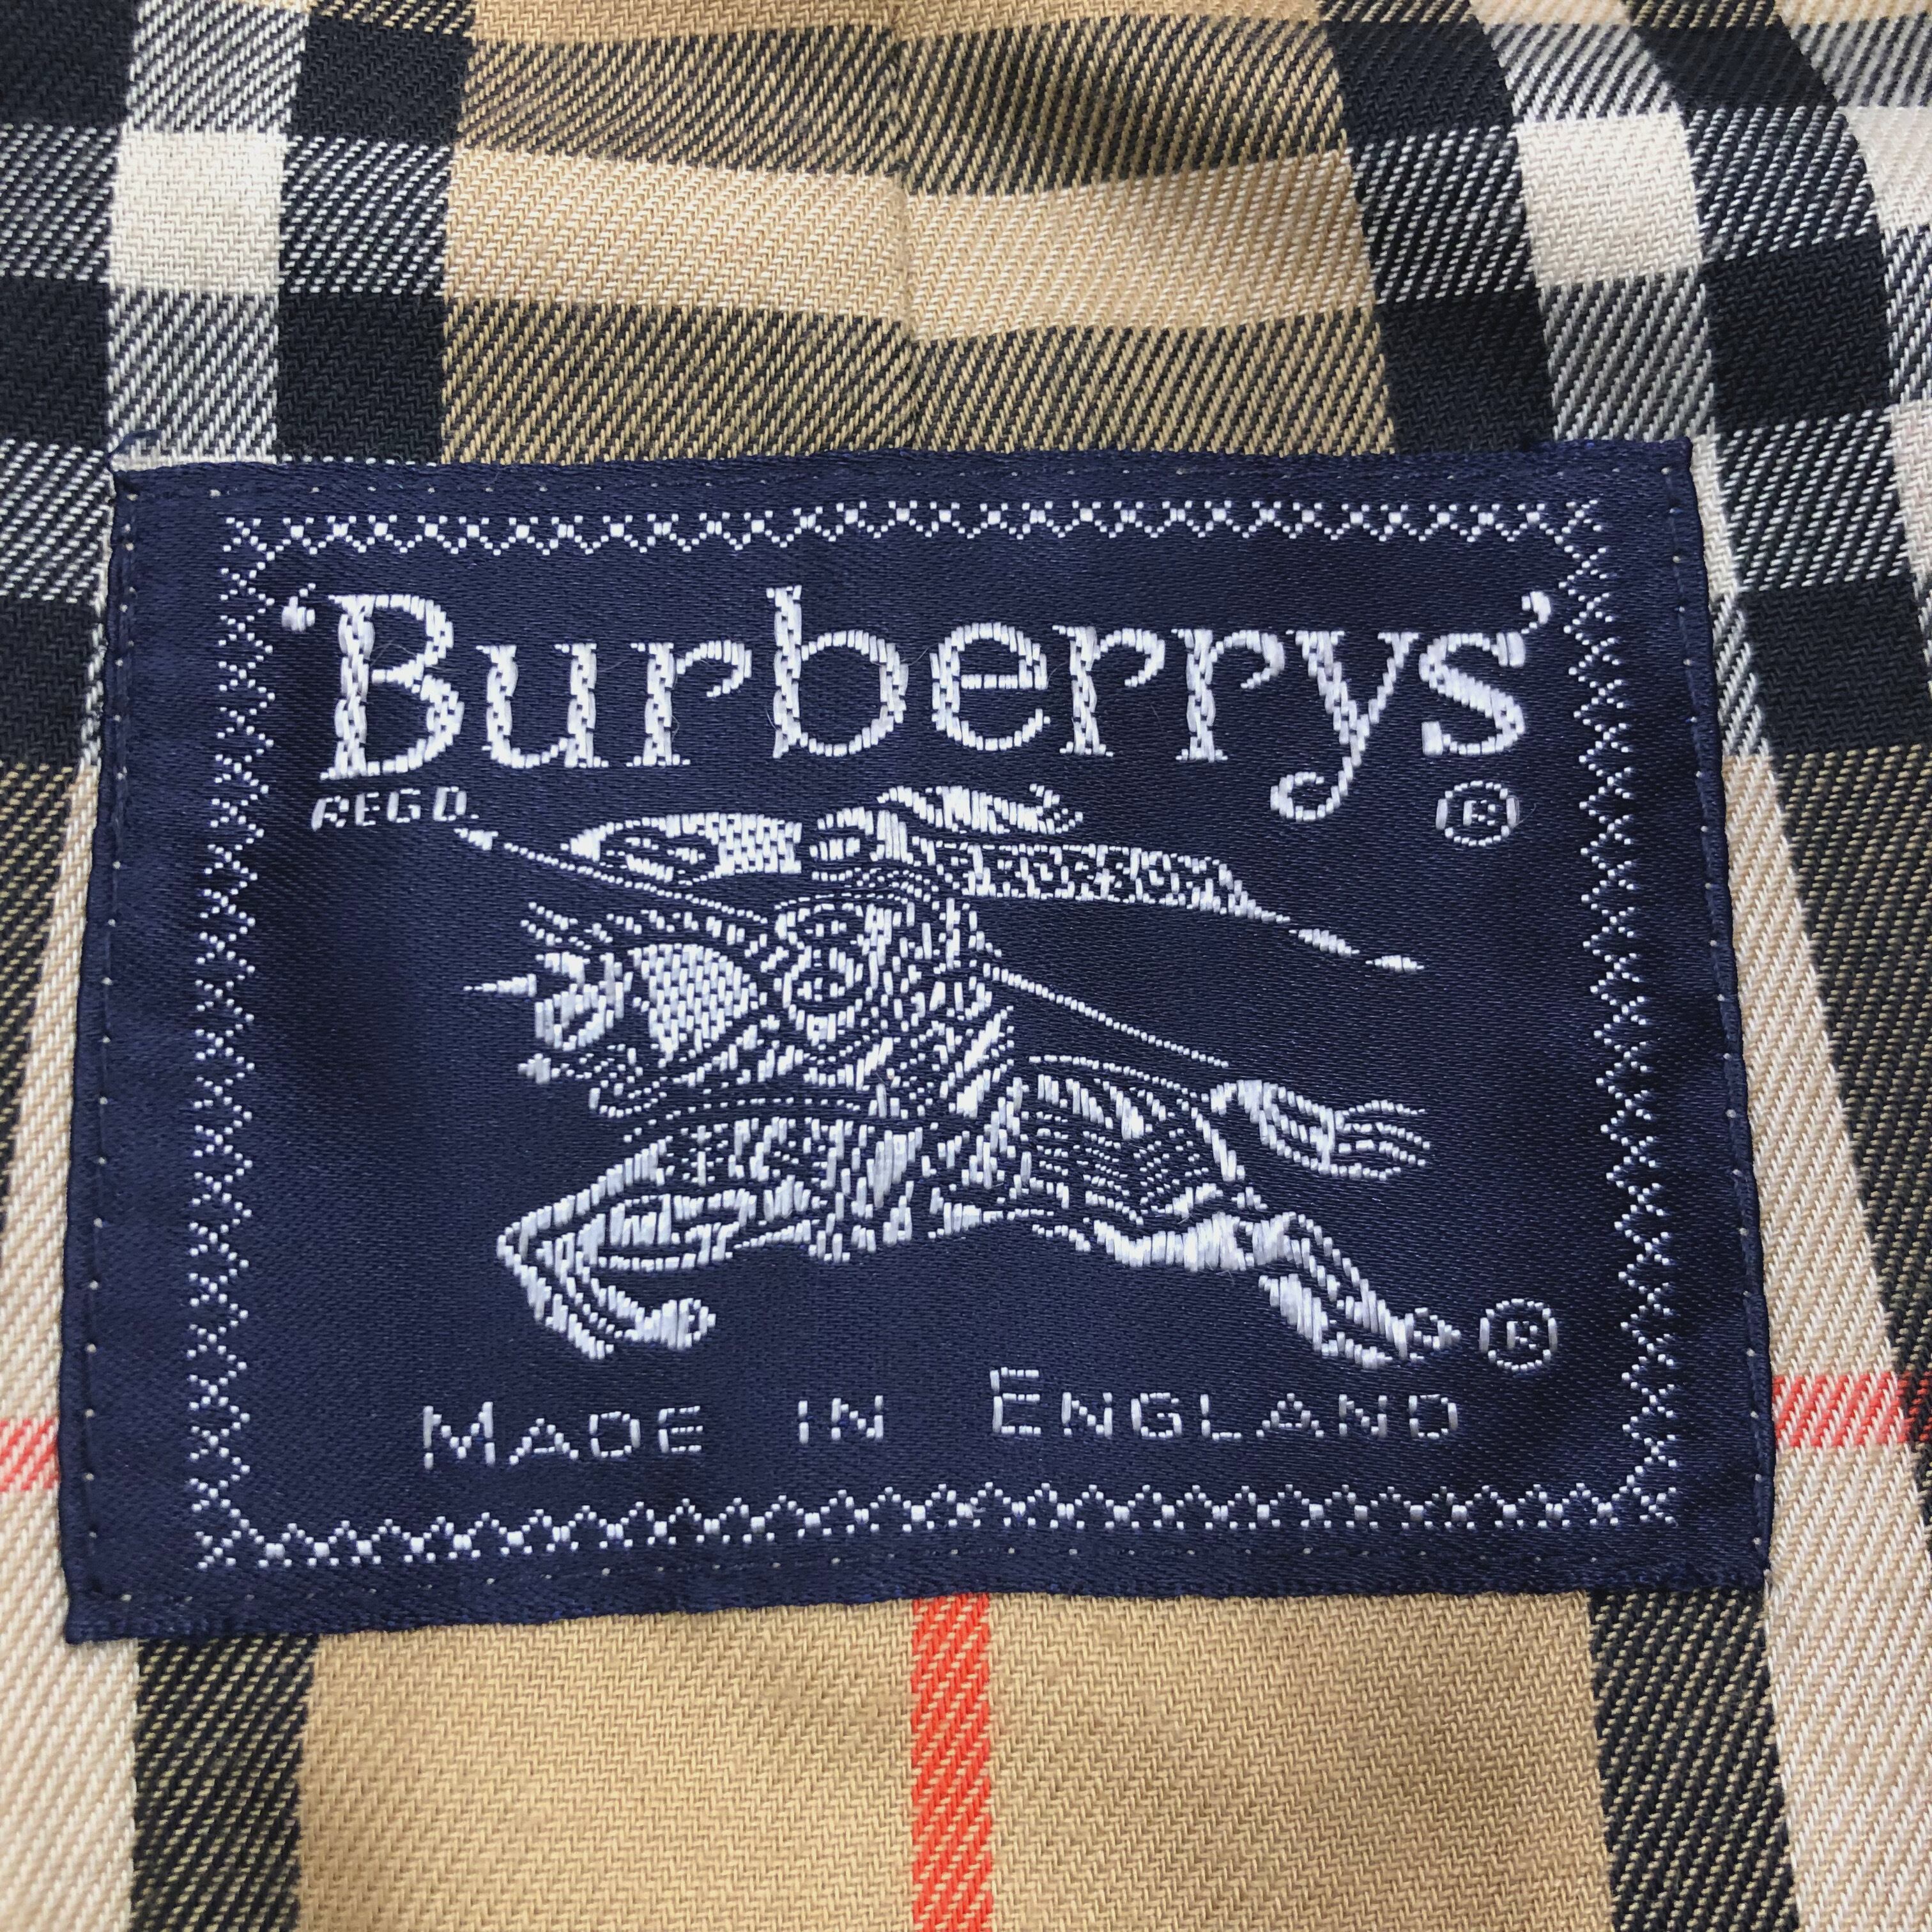 'Burberrys'
REGD. ®
®
MADE IN ENGLAND